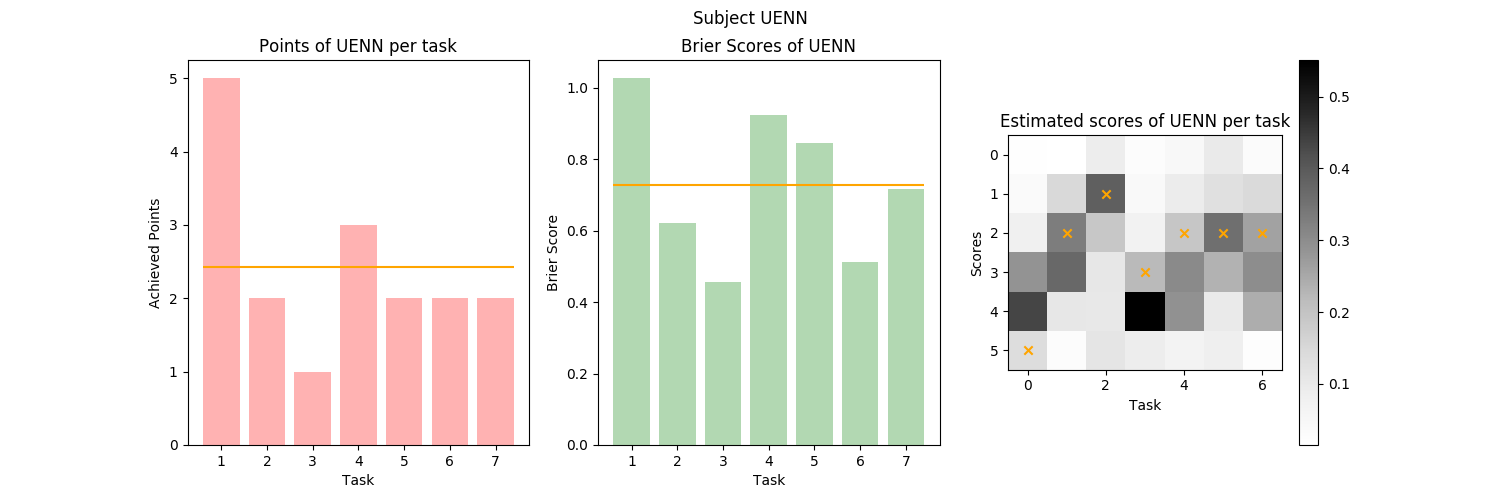 Subject UENN
Points of UENN per task
5
4
3
2
1
0
Achieved Points
1 2 3 4 5 6 7
Task
Brier Scores of UENN
1.0
0.8
0.6
0.4
0.2
0.0
Brier Score
1 2 3 4 5 6 7
Task
Estimated scores of UENN per task
0
1
2
3
4
5
Scores
0 2 4 6
Task
0.5
0.4
0.3
0.2
0.1